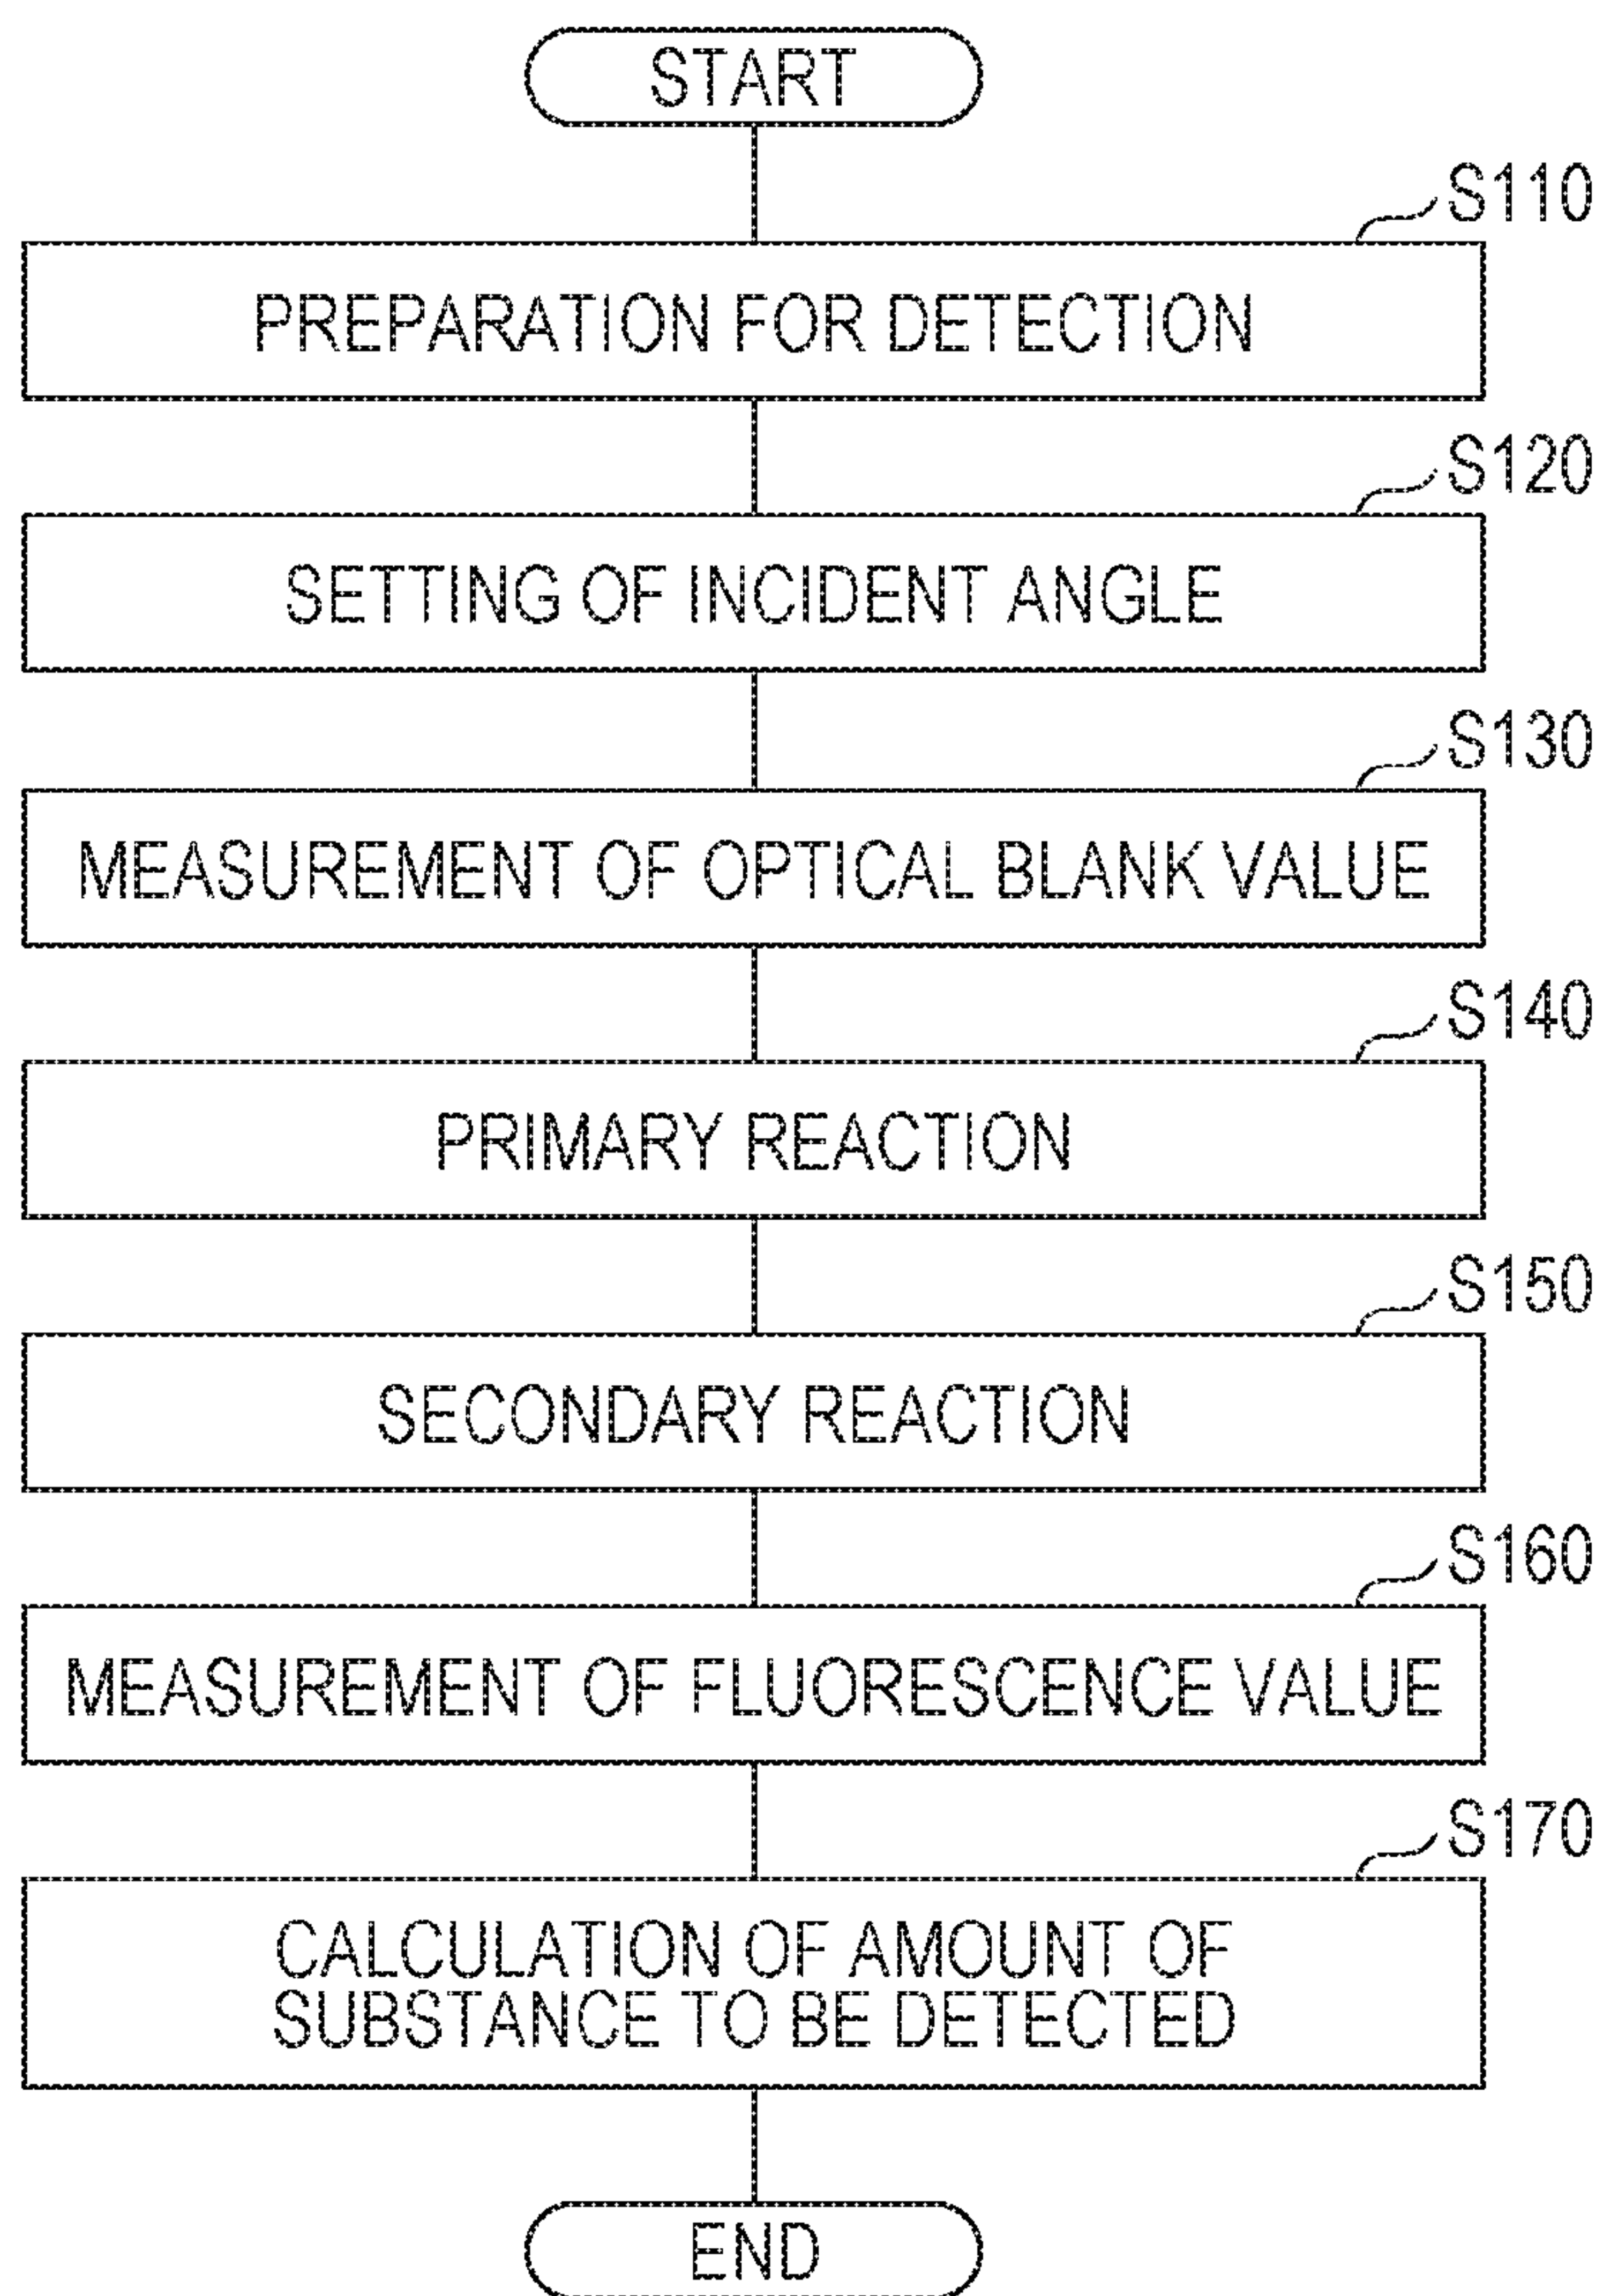 START
S110
PREPARATION FOR DETECTION
S120
SETTING OF INCIDENT ANGLE
S130
MEASUREMENT OF OPTICAL BLANK VALUE
S140
PRIMARY REACTION
S150
SECONDARY REACTION
S160
MEASUREMENT OF FLUORESCENCE VALUE
S170
CALCULATION OF AMOUNT OF
SUBSTANCE TO BE DETECTED
END